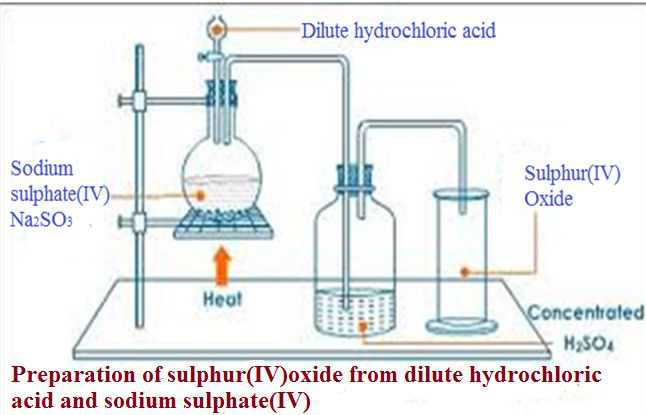 Dilute hydrochloric acid
Sodium
sulphate(IV)
Na₂SO₃
Sulphur(IV)
Oxide
Heat
Concentrated
H₂SO₄
Preparation of sulphur(IV)oxide from dilute hydrochloric
acid and sodium sulphate(IV)